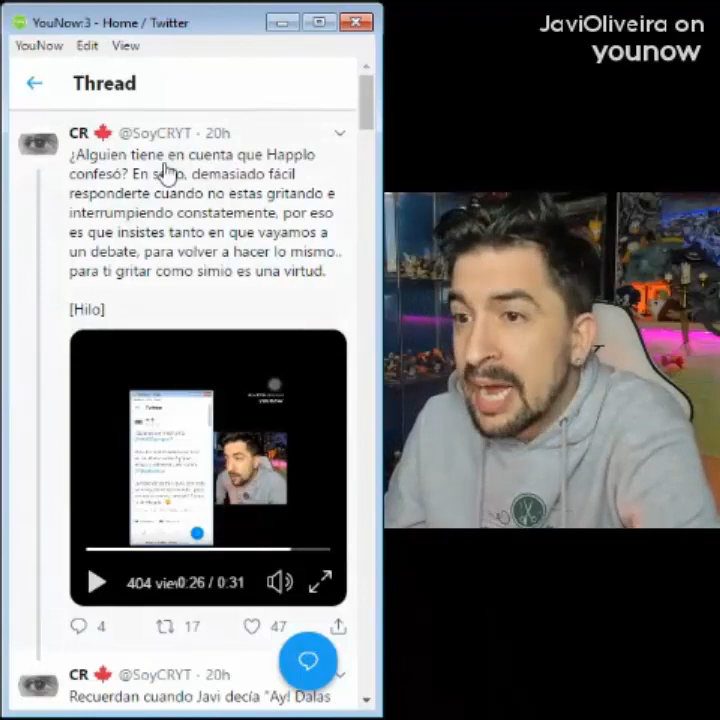 YouNow:3 - Home / Twitter
YouNow Edit View
JaviOliveira on
younow
Thread
CR @SoyCRYT · 20h
¿Alguien tiene en cuenta que Happlo
confesó? En demasiado fácil
responderte cuando no estas gritando e
interrumpiendo constatemente, por eso
es que insistes tanto en que vayamos a
un debate, para volver a hacer lo mismo..
para ti gritar como simio es una virtud.
[Hilo]
404 0:26 / 0:31
4 17 47
CR @SoyCRYT · 20h
Recuerdan cuando Javi decía "Ay! Dalas